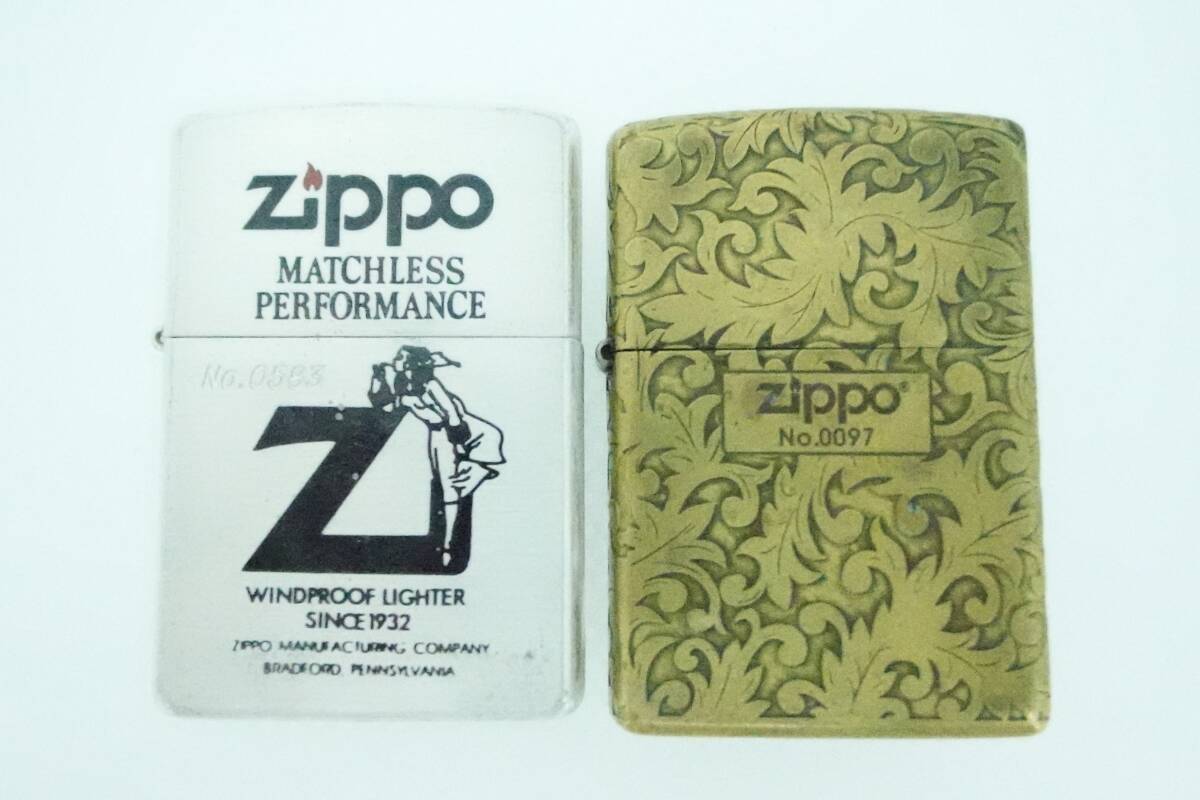 Zippo
MATCHLESS
PERFORMANCE
No.0583
WINDPROOF LIGHTER
SINCE 1932
ZIPPO MANUFACTURING COMPANY
BRADFORD, PENNSYLVANIA
Zippo®
No.0097